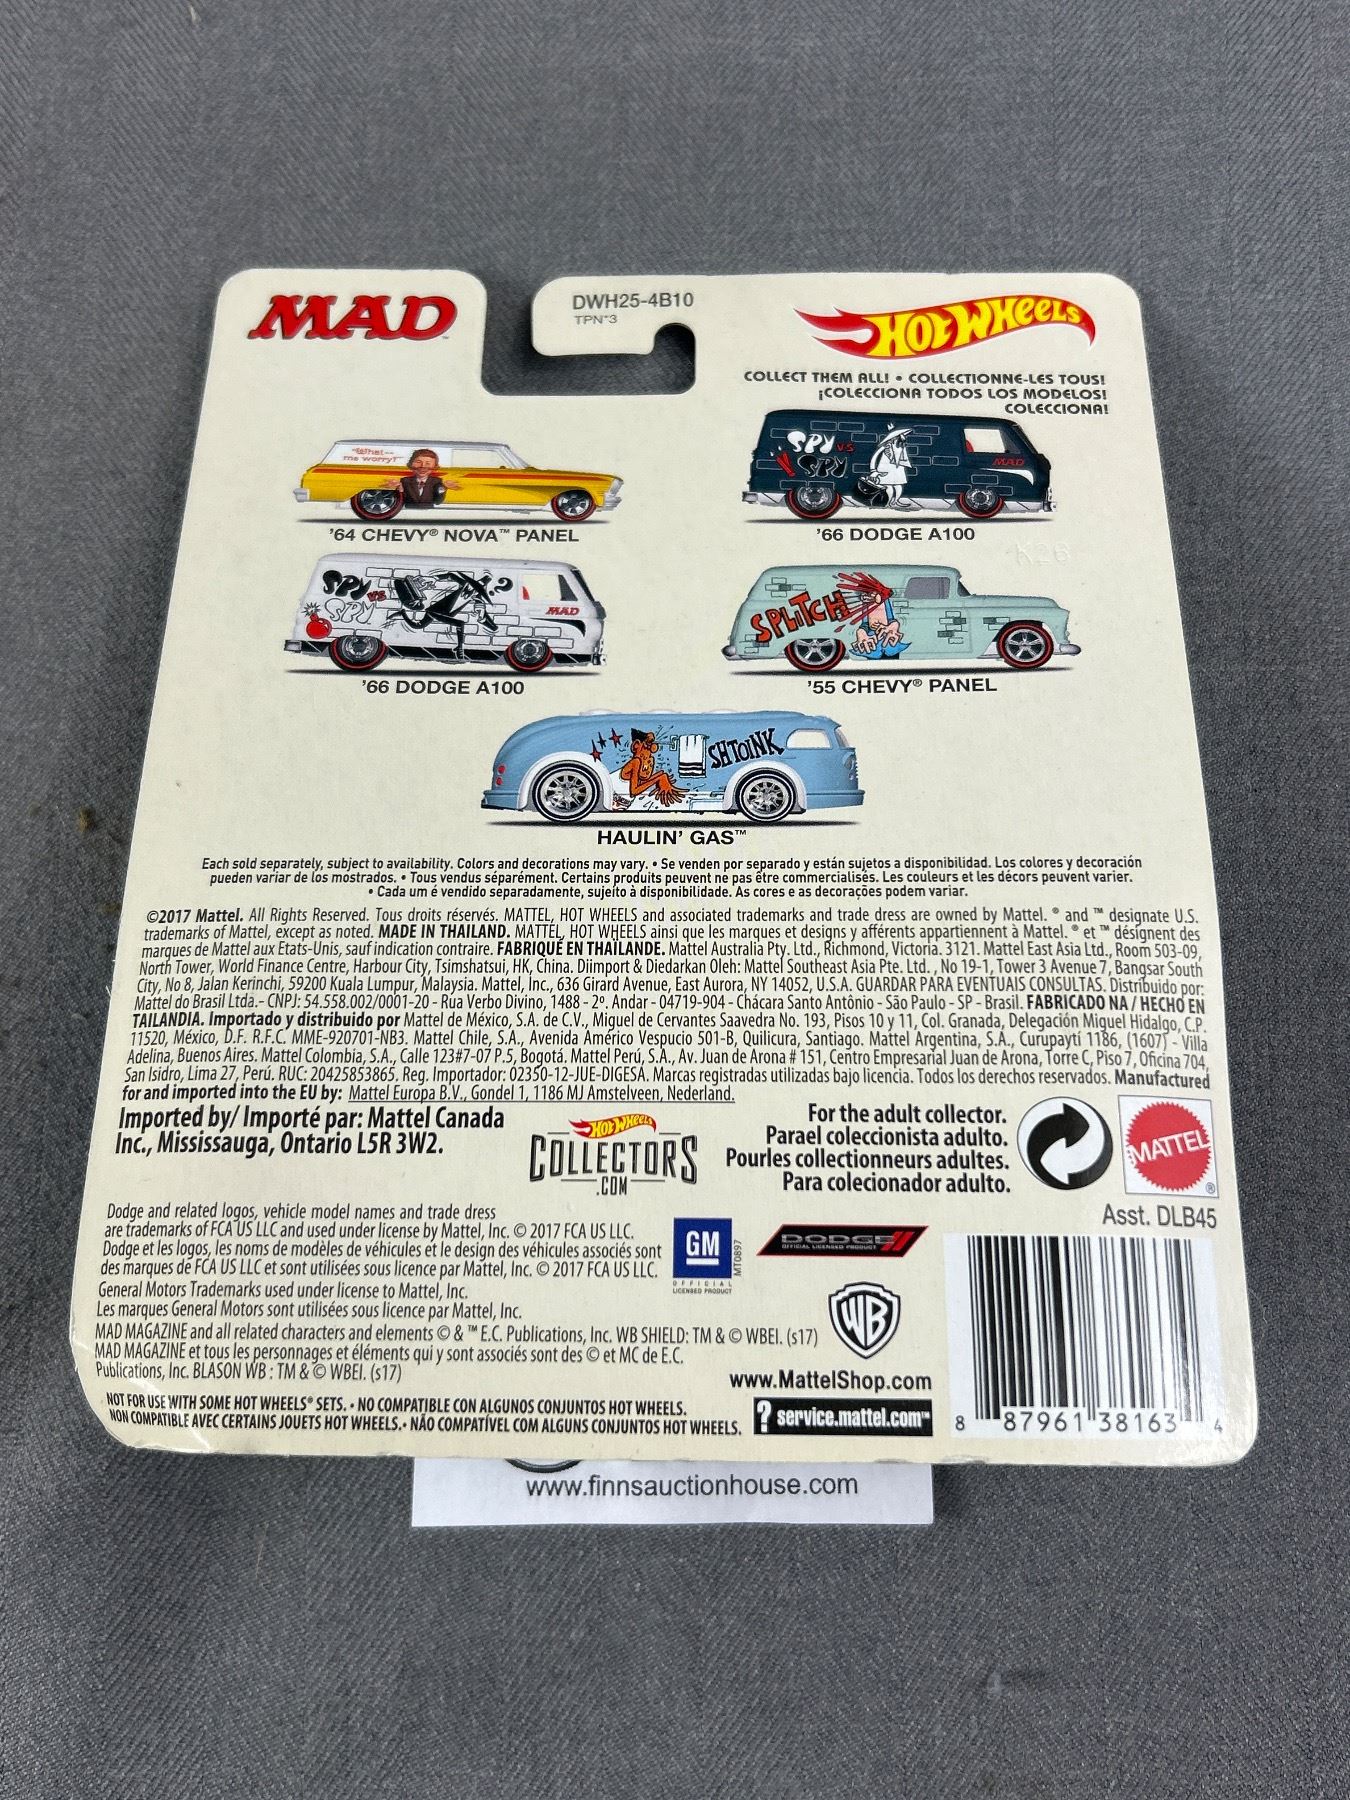 MAD
DWH25-4B10
TPN°3
HOT WHEELS
COLLECT THEM ALL! • COLLECTIONNE-LES TOUS!
¡COLECCIONA TODOS LOS MODELOS!
COLECCIONA!
"What--
me worry?"
'64 CHEVY® NOVA™ PANEL
SPY vs
SPY
MAD
'66 DODGE A100
K26
SPY vs
SPY
?
MAD
'66 DODGE A100
SPLITCH
'55 CHEVY® PANEL
SHTOINK
HAULIN' GAS™
Each sold separately, subject to availability. Colors and decorations may vary. • Se venden por separado y están sujetos a disponibilidad. Los colores y decoración
pueden variar de los mostrados. • Tous vendus séparément. Certains produits peuvent ne pas être commercialisés. Les couleurs et les décors peuvent varier.
• Cada um é vendido separadamente, sujeito à disponibilidade. As cores e as decorações podem variar.
©2017 Mattel. All Rights Reserved. Tous droits réservés. MATTEL, HOT WHEELS and associated trademarks and trade dress are owned by Mattel. ® and ™ designate U.S.
trademarks of Mattel, except as noted. MADE IN THAILAND. MATTEL, HOT WHEELS ainsi que les marques et designs y afférents appartiennent à Mattel. ® et ™ désignent des
marques de Mattel aux Etats-Unis, sauf indication contraire. FABRIQUÉ EN THAÏLANDE. Mattel Australia Pty. Ltd., Richmond, Victoria. 3121. Mattel East Asia Ltd., Room 503-09,
North Tower, World Finance Centre, Harbour City, Tsimshatsui, HK, China. Diimport & Diedarkan Oleh: Mattel Southeast Asia Pte. Ltd., No 19-1, Tower 3 Avenue 7, Bangsar South
City, No 8, Jalan Kerinchi, 59200 Kuala Lumpur, Malaysia. Mattel, Inc., 636 Girard Avenue, East Aurora, NY 14052, U.S.A. GUARDAR PARA EVENTUAIS CONSULTAS. Distribuido por:
Mattel do Brasil Ltda.- CNPJ: 54.558.002/0001-20 - Rua Verbo Divino, 1488 - 2º. Andar - 04719-904 - Chácara Santo Antônio - São Paulo - SP - Brasil. FABRICADO NA / HECHO EN
TAILANDIA. Importado y distribuido por Mattel de México, S.A. de C.V., Miguel de Cervantes Saavedra No. 193, Pisos 10 y 11, Col. Granada, Delegación Miguel Hidalgo, C.P.
11520, México, D.F. R.F.C. MME-920701-NB3. Mattel Chile, S.A., Avenida Américo Vespucio 501-B, Quilicura, Santiago. Mattel Argentina, S.A., Curupaytí 1186, (1607) - Villa
Adelina, Buenos Aires. Mattel Colombia, S.A., Calle 123#7-07 P.5, Bogotá. Mattel Perú, S.A., Av. Juan de Arona # 151, Centro Empresarial Juan de Arona, Torre C, Piso 7, Oficina 704,
San Isidro, Lima 27, Perú. RUC: 20425853865. Reg. Importador: 02350-12-JUE-DIGESA. Marcas registradas utilizadas bajo licencia. Todos los derechos reservados. Manufactured
for and imported into the EU by: Mattel Europa B.V., Gondel 1, 1186 MJ Amstelveen, Nederland.
Imported by/ Importé par: Mattel Canada
Inc., Mississauga, Ontario L5R 3W2.
HOT WHEELS
COLLECTORS
.COM
For the adult collector.
Parael coleccionista adulto.
Pourles collectionneurs adultes.
Para colecionador adulto.
MATTEL
®
Asst. DLB45
Dodge and related logos, vehicle model names and trade dress
are trademarks of FCA US LLC and used under license by Mattel, Inc. © 2017 FCA US LLC.
Dodge et les logos, les noms de modèles de véhicules et le design des véhicules associés sont
des marques de FCA US LLC et sont utilisées sous licence par Mattel, Inc. © 2017 FCA US LLC.
General Motors Trademarks used under license to Mattel, Inc.
Les marques General Motors sont utilisées sous licence par Mattel, Inc.
MAD MAGAZINE and all related characters and elements © & ™ E.C. Publications, Inc. WB SHIELD: TM & © WBEI. (s17)
MAD MAGAZINE et tous les personnages et éléments qui y sont associés sont des © et MC de E.C.
Publications, Inc. BLASON WB : TM & © WBEI. (s17)
GM
OFFICIAL
LICENSED PRODUCT
MT0897
DODGE
OFFICIAL LICENSED PRODUCT
WB
www.MattelShop.com
? service.mattel.com™
NOT FOR USE WITH SOME HOT WHEELS® SETS. • NO COMPATIBLE CON ALGUNOS CONJUNTOS HOT WHEELS.
NON COMPATIBLE AVEC CERTAINS JOUETS HOT WHEELS. • NÃO COMPATÍVEL COM ALGUNS CONJUNTOS HOT WHEELS.
8 87961 38163 4
www.finnsauctionhouse.com